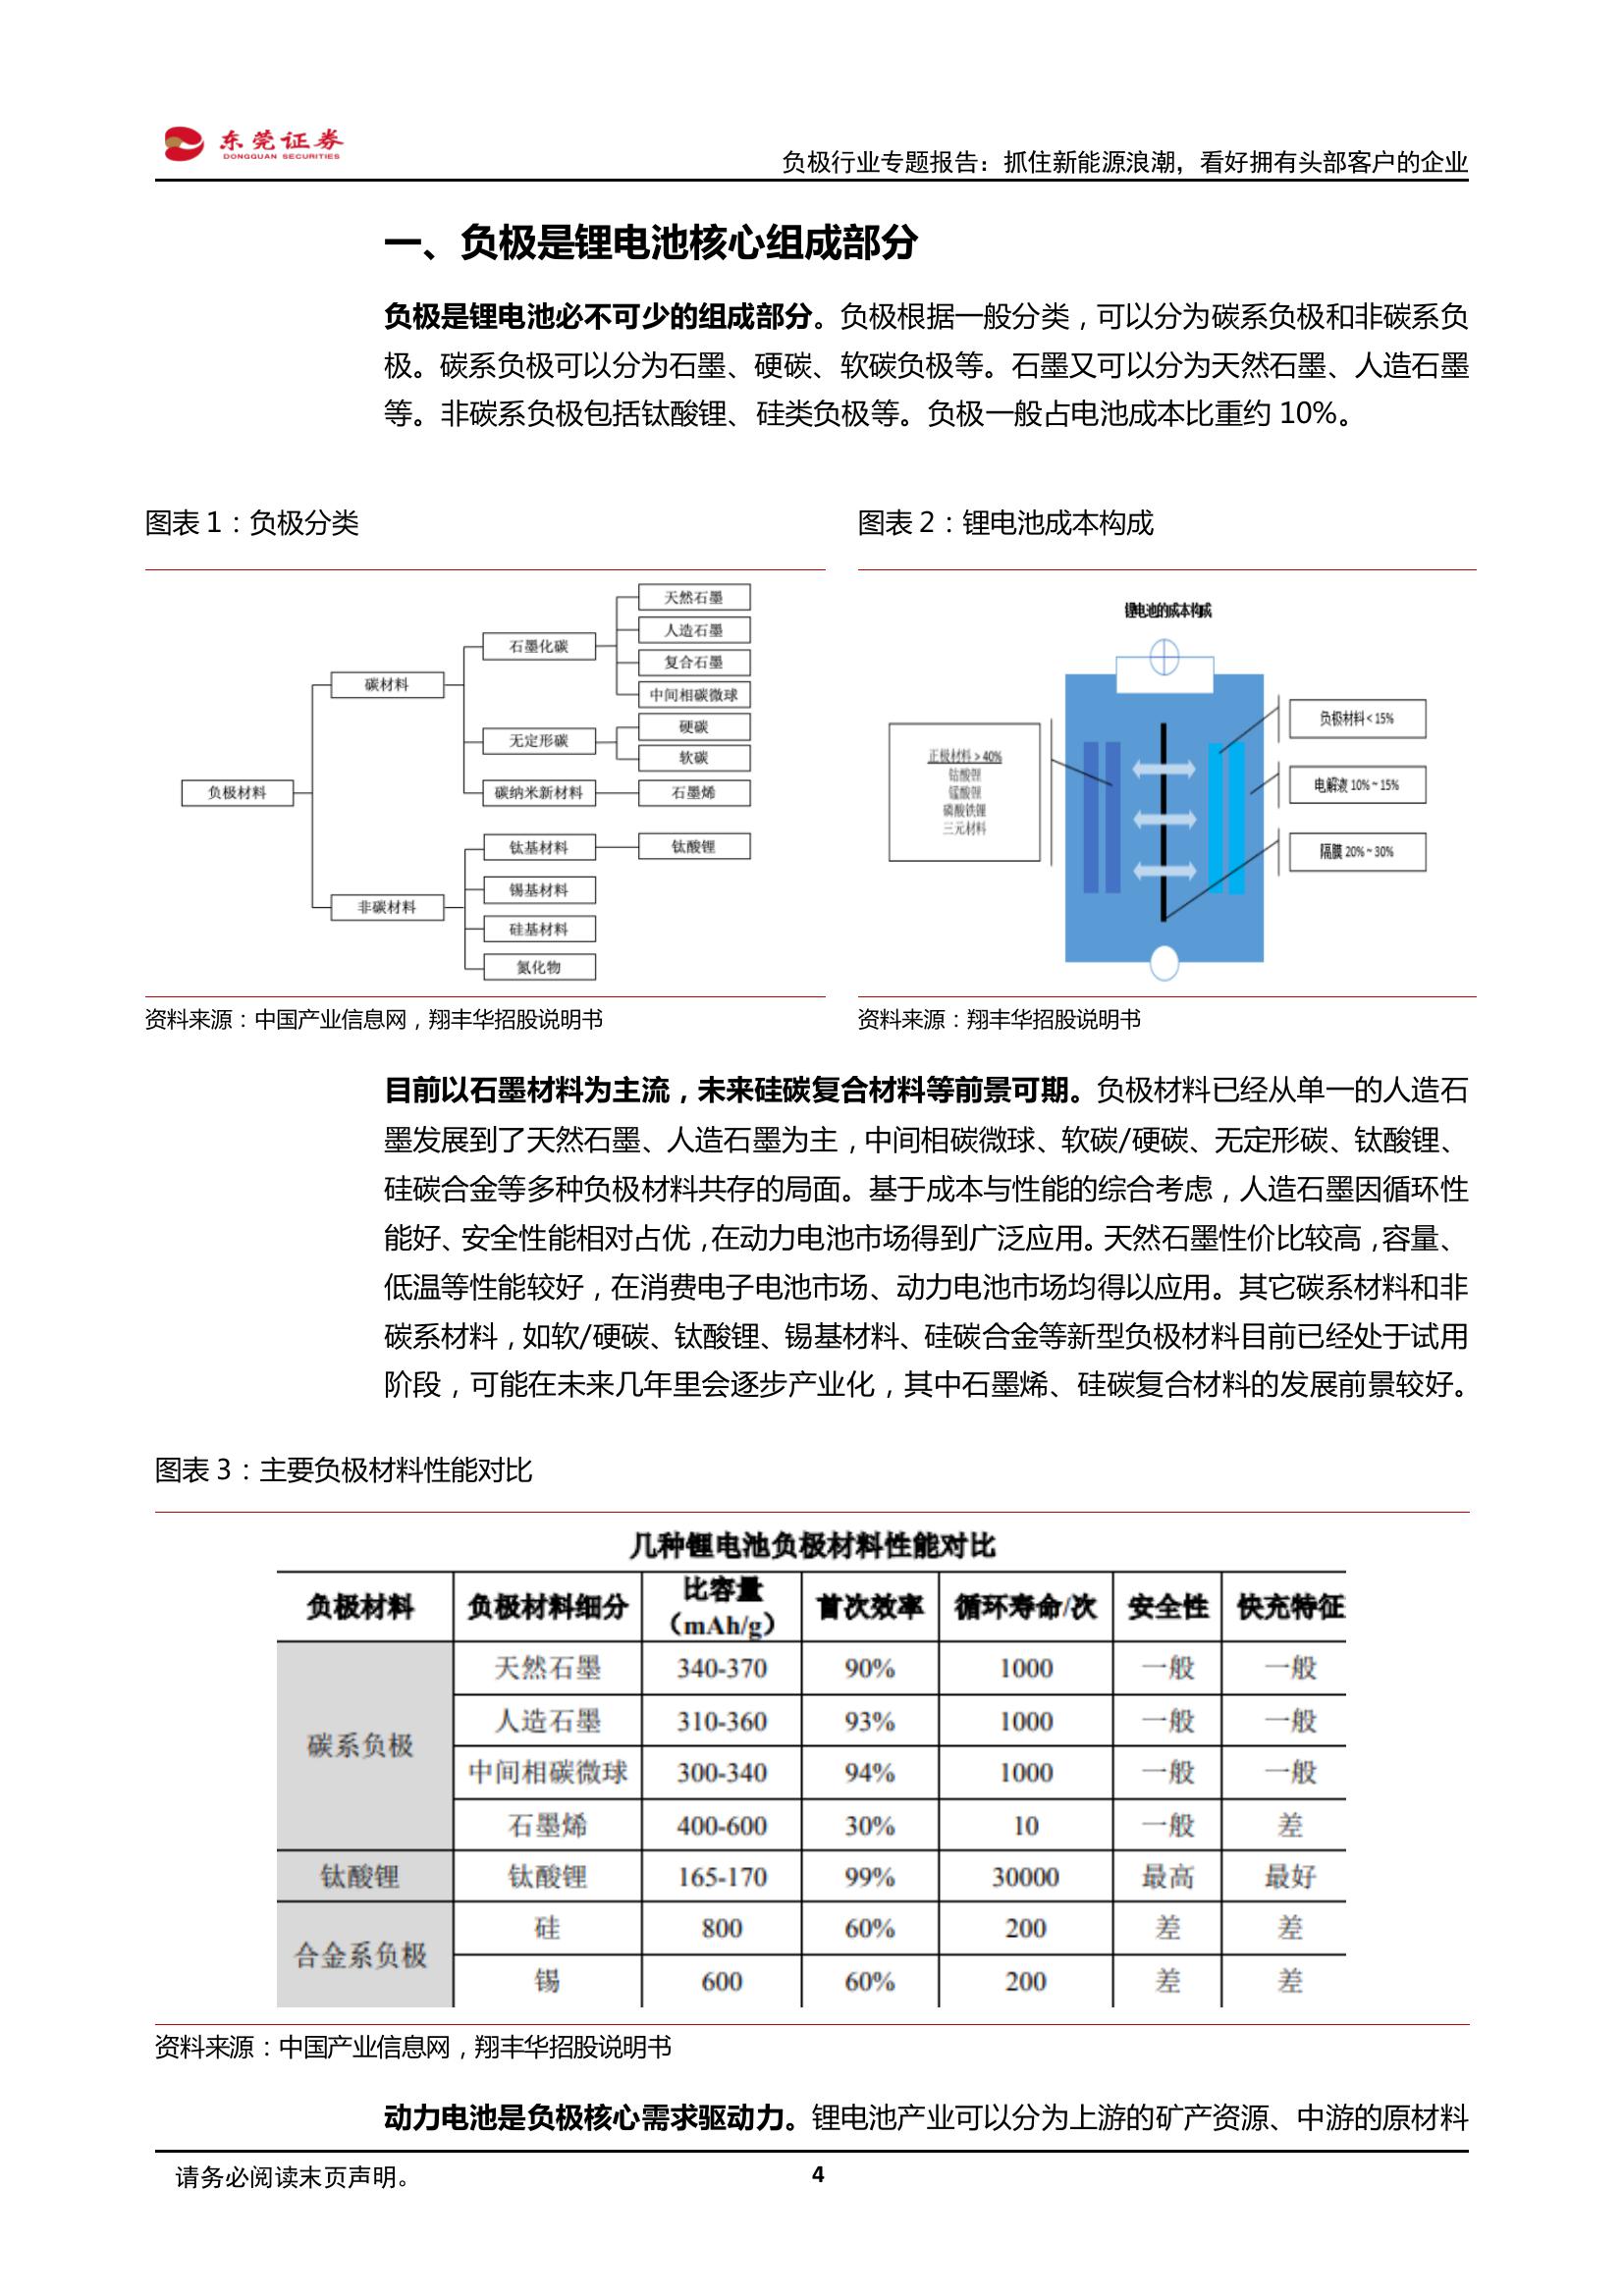 东莞证券
DONGGUAN SECURITIES
负极行业专题报告：抓住新能源浪潮，看好拥有头部客户的企业
一、负极是锂电池核心组成部分
负极是锂电池必不可少的组成部分。负极根据一般分类，可以分为碳系负极和非碳系负
极。碳系负极可以分为石墨、硬碳、软碳负极等。石墨又可以分为天然石墨、人造石墨
等。非碳系负极包括钛酸锂、硅类负极等。负极一般占电池成本比重约 10%。
图表 1：负极分类
负极材料
碳材料
石墨化碳
天然石墨
人造石墨
复合石墨
中间相碳微球
无定形碳
硬碳
软碳
碳纳米新材料
石墨烯
非碳材料
钛基材料
钛酸锂
锡基材料
硅基材料
氮化物
资料来源：中国产业信息网，翔丰华招股说明书
图表 2：锂电池成本构成
锂电池的成本构成
正极材料 > 40%
钴酸锂
锰酸锂
磷酸铁锂
三元材料
负极材料 < 15%
电解液 10% ~ 15%
隔膜 20% ~ 30%
资料来源：翔丰华招股说明书
目前以石墨材料为主流，未来硅碳复合材料等前景可期。负极材料已经从单一的人造石
墨发展到了天然石墨、人造石墨为主，中间相碳微球、软碳/硬碳、无定形碳、钛酸锂、
硅碳合金等多种负极材料共存的局面。基于成本与性能的综合考虑，人造石墨因循环性
能好、安全性能相对占优，在动力电池市场得到广泛应用。天然石墨性价比较高，容量、
低温等性能较好，在消费电子电池市场、动力电池市场均得以应用。其它碳系材料和非
碳系材料，如软/硬碳、钛酸锂、锡基材料、硅碳合金等新型负极材料目前已经处于试用
阶段，可能在未来几年里会逐步产业化，其中石墨烯、硅碳复合材料的发展前景较好。
图表 3：主要负极材料性能对比
几种锂电池负极材料性能对比
负极材料 负极材料细分 比容量（mAh/g） 首次效率 循环寿命/次 安全性 快充特征
碳系负极 天然石墨 340-370 90% 1000 一般 一般
人造石墨 310-360 93% 1000 一般 一般
中间相碳微球 300-340 94% 1000 一般 一般
石墨烯 400-600 30% 10 一般 差
钛酸锂 钛酸锂 165-170 99% 30000 最高 最好
合金系负极 硅 800 60% 200 差 差
锡 600 60% 200 差 差
资料来源：中国产业信息网，翔丰华招股说明书
动力电池是负极核心需求驱动力。锂电池产业可以分为上游的矿产资源、中游的原材料
请务必阅读末页声明。
4